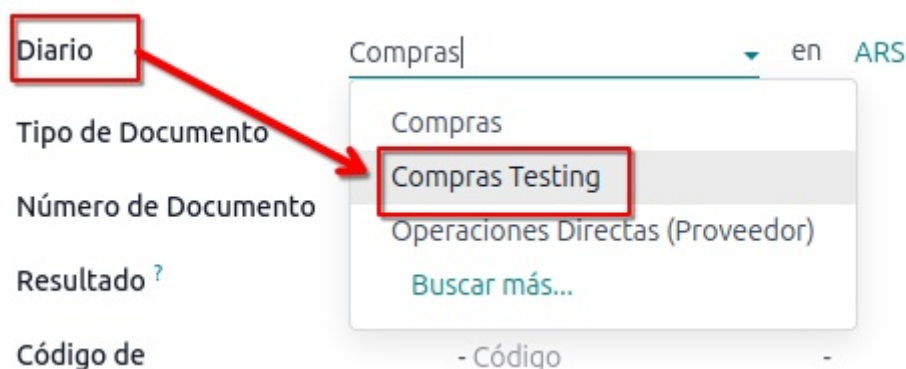 Diario Compras en ARS
Compras
Tipo de Documento
Compras Testing
Número de Documento
Operaciones Directas (Proveedor)
Resultado ? Buscar más...
Código de - Código -